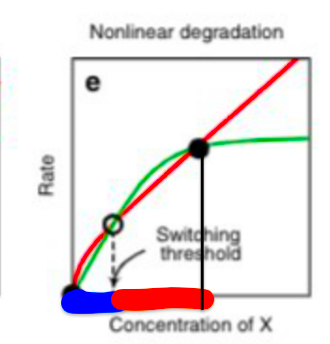 Nonlinear degradation
e
Rate
Switching
threshold
Concentration of X